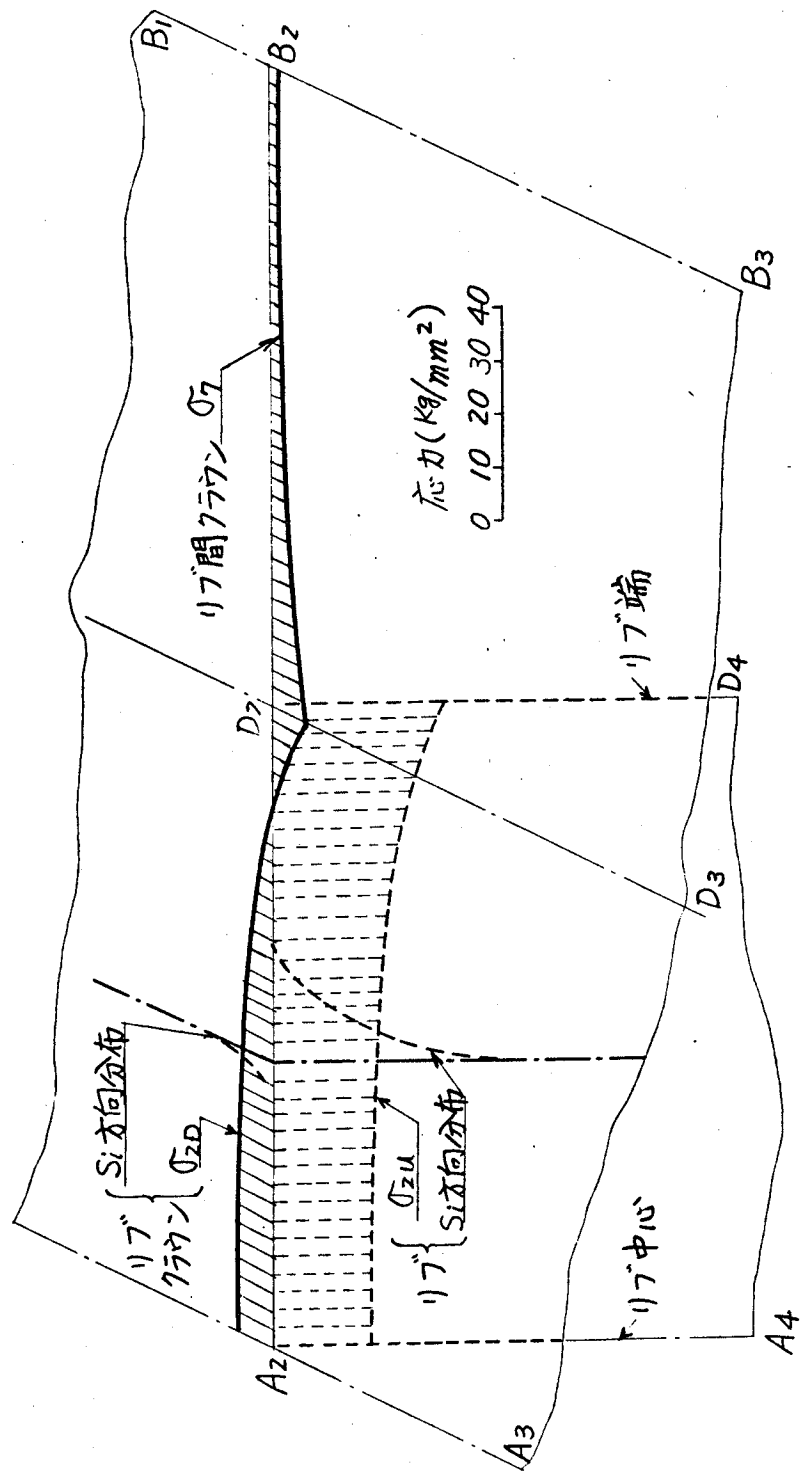 B1
B2
B3
リブ間クラウン σ7
応力(Kg/mm²)
0 10 20 30 40
D7
リブ端
D4
D3
リブクラウン
Si方向分布
σ2D
リブ
σ2u
Si方向分布
リブ中心
A2
A3
A4